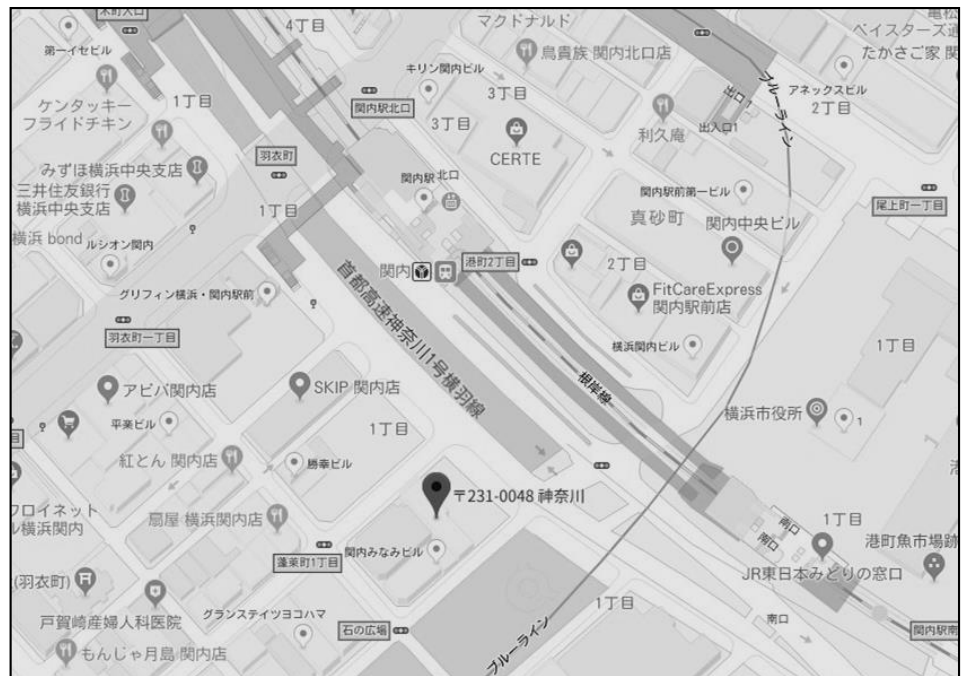 4丁目
マクドナルド
ベイスターズ通
第一イセビル
鳥貴族 関内北口店
たかさご家 関
キリン関内ビル
ブルーライン
アネックスビル
ケンタッキー
フライドチキン
1丁目
3丁目
出口
2丁目
関内駅北口
3丁目
出入口1
利久庵
CERTE
羽衣町
みずほ横浜中央支店
関内駅 北口
関内駅前第一ビル
三井住友銀行
横浜中央支店
尾上町一丁目
1丁目
真砂町
関内中央ビル
横浜 bond
ルシオン関内
関内
港町2丁目
2丁目
グリフィン横浜・関内駅前
首都高速神奈川1号横羽線
FitCareExpress
関内駅前店
羽衣町一丁目
横浜関内ビル
1丁目
根岸線
アビバ関内店
SKIP 関内店
横浜市役所
1
平楽ビル
1丁目
紅とん 関内店
勝幸ビル
〒231-0048 神奈川
フロイネット
ル横浜関内
扇屋 横浜関内店
南口
1丁目
南口
港町魚市場跡
蓬莱町1丁目
関内みなみビル
JR東日本みどりの窓口
(羽衣町)
戸賀崎産婦人科医院
グランステイツヨコハマ
1丁目
南口
石の広場
関内駅南
ブルーライン
もんじゃ月島 関内店